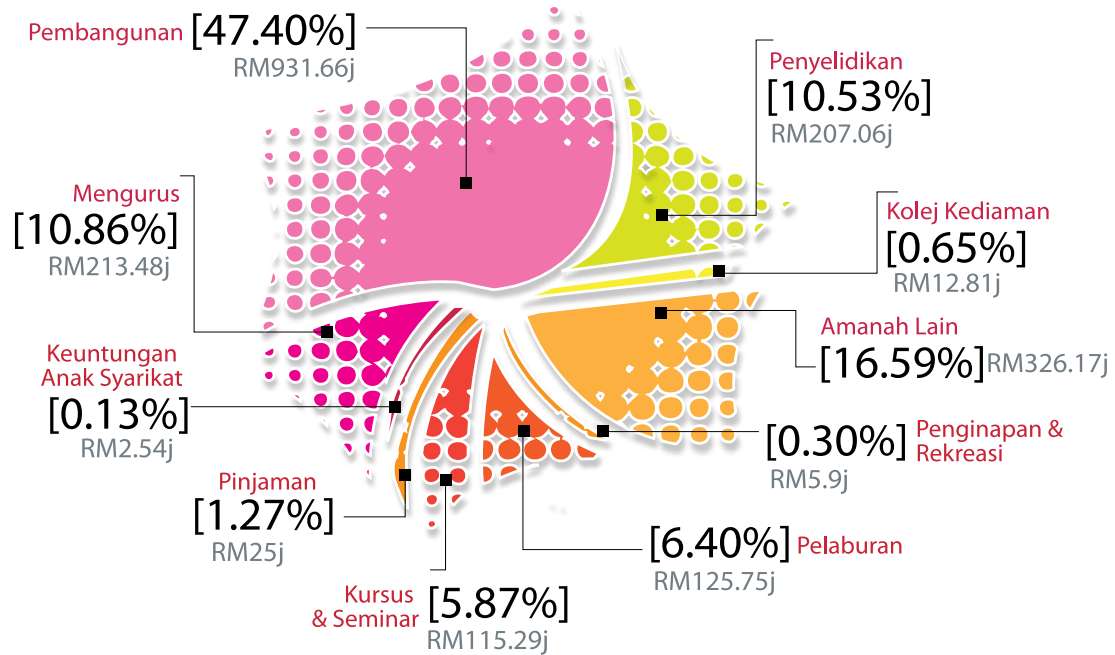 Pembangunan [47.40%]
RM931.66j
Penyelidikan
[10.53%]
RM207.06j
Mengurus
[10.86%]
RM213.48j
Kolej Kediaman
[0.65%]
RM12.81j
Amanah Lain
[16.59%] RM326.17j
Keuntungan
Anak Syarikat
[0.13%]
RM2.54j
[0.30%] Penginapan &
Rekreasi
RM5.9j
Pinjaman
[1.27%]
RM25j
[6.40%] Pelaburan
RM125.75j
Kursus
& Seminar [5.87%]
RM115.29j